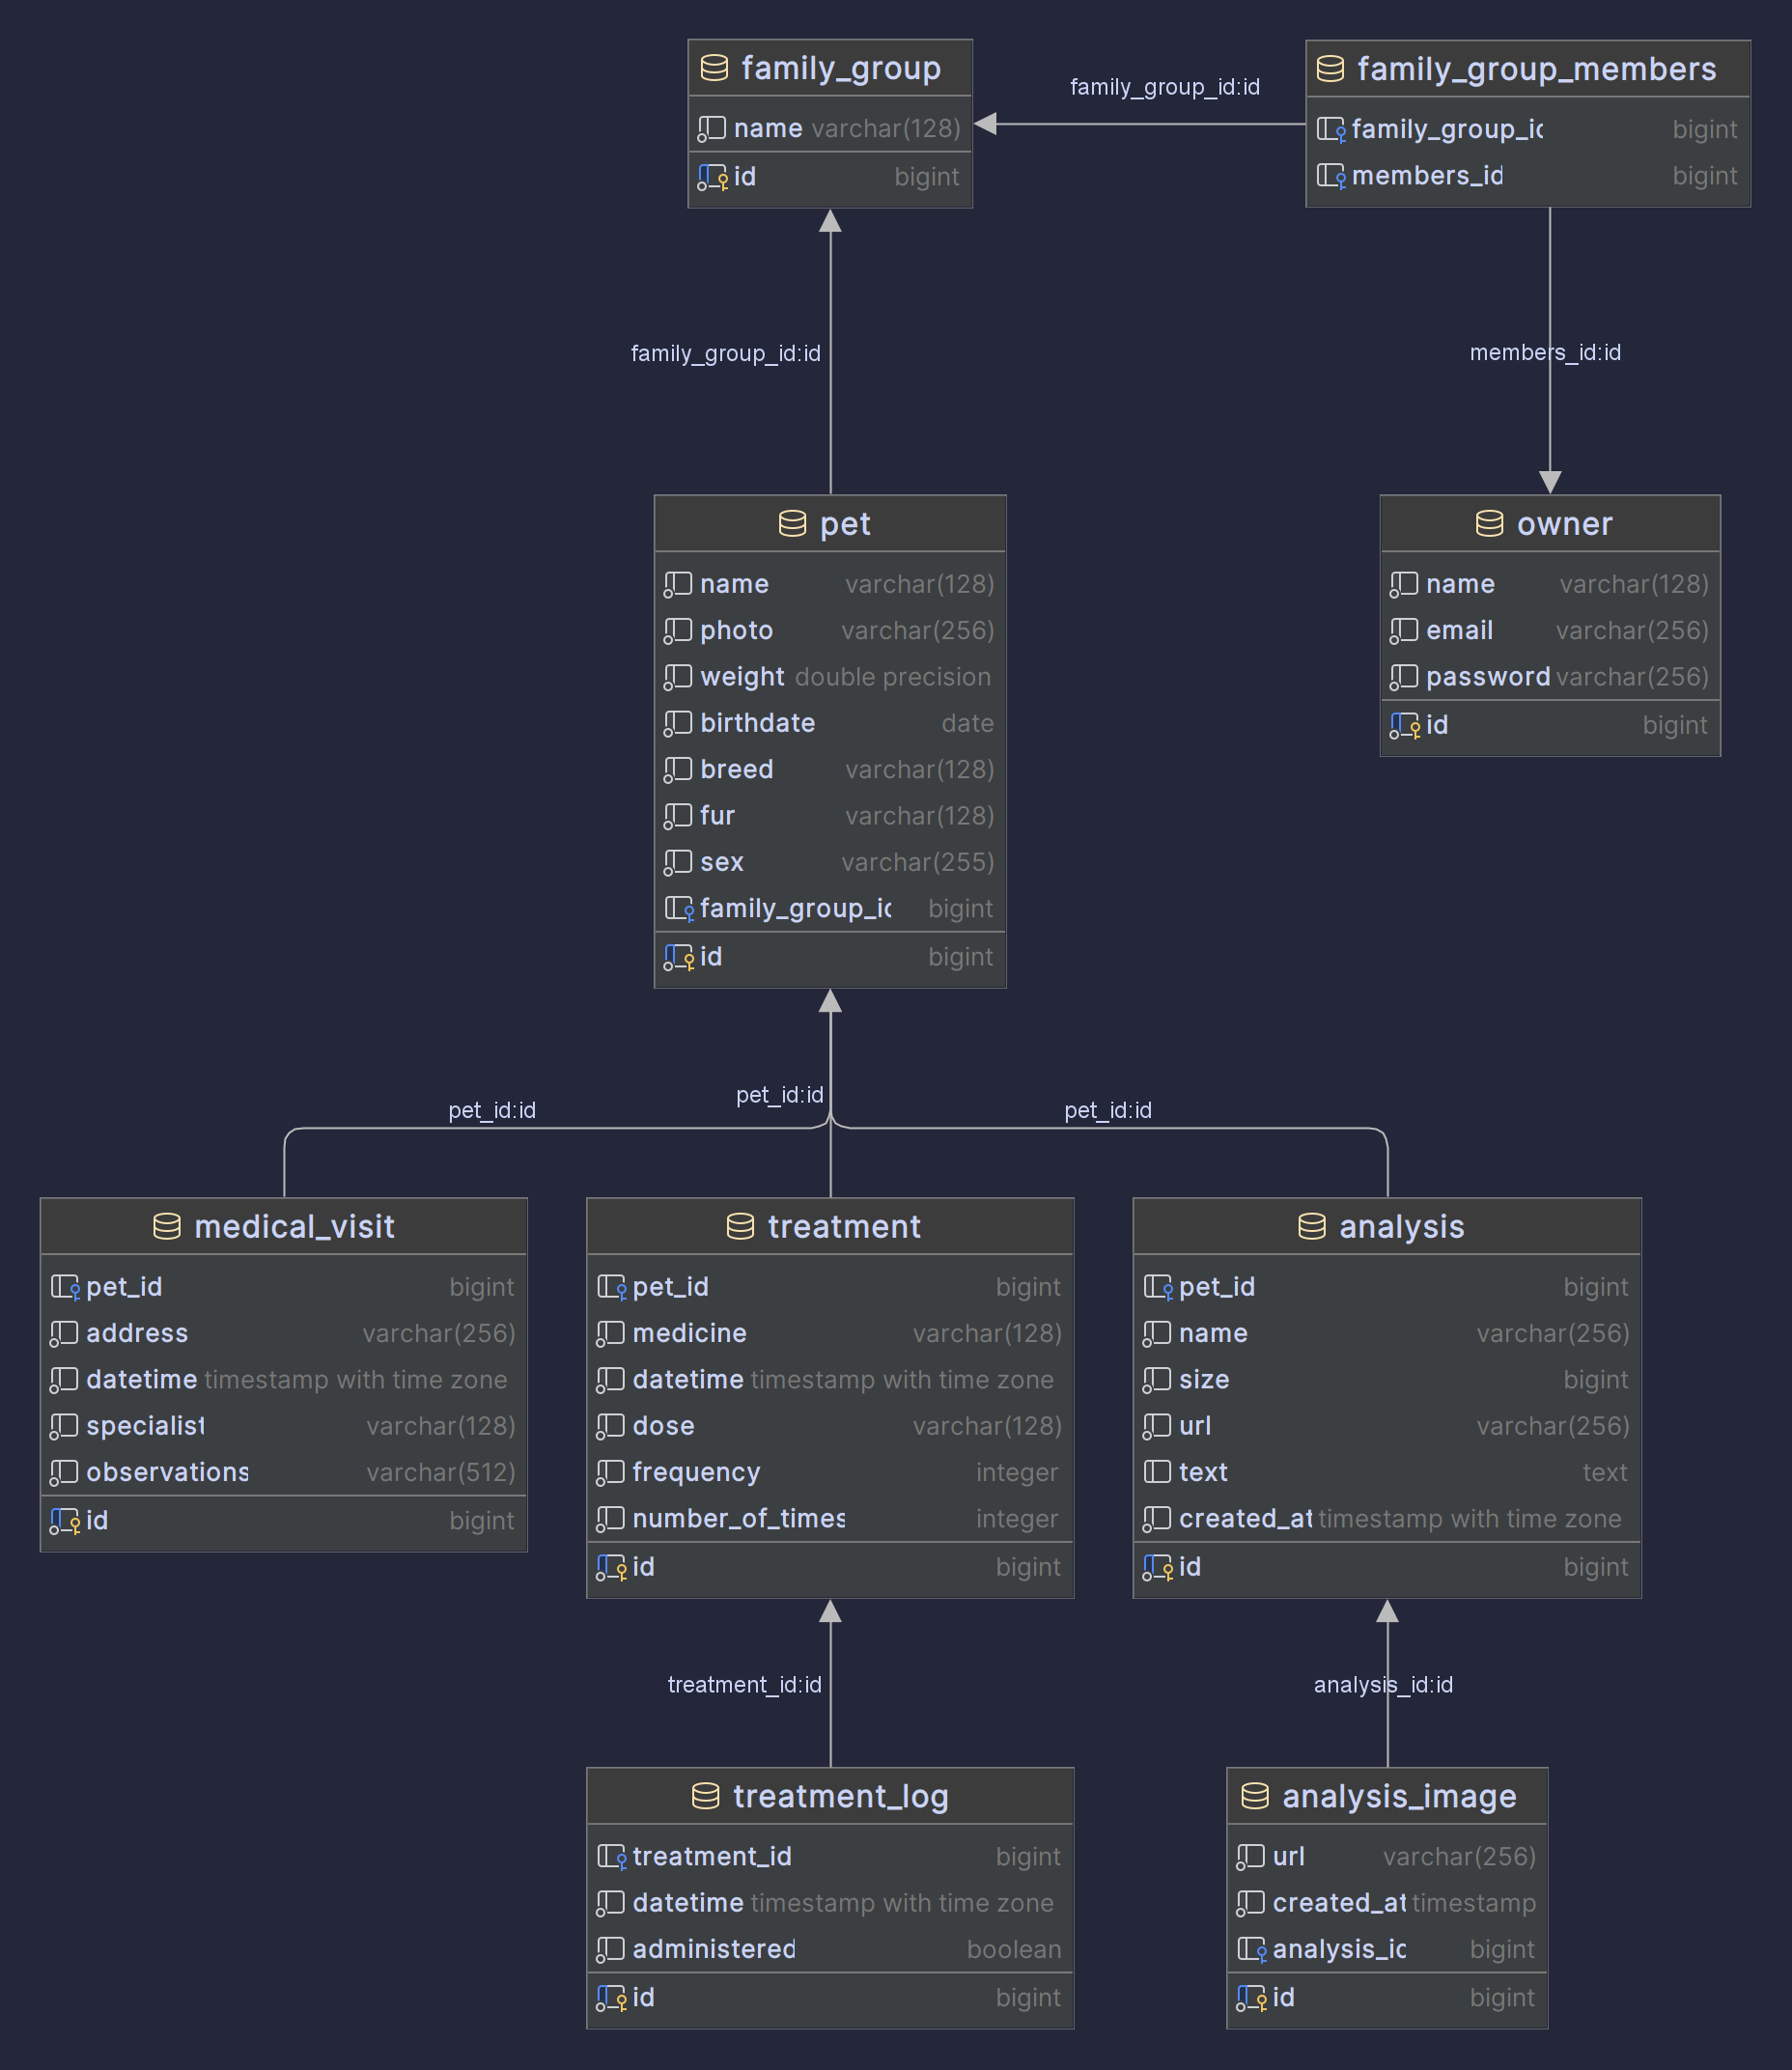 family_group
name varchar(128)
id bigint
family_group_id:id
family_group_members
family_group_id bigint
members_id bigint
family_group_id:id
members_id:id
pet
name varchar(128)
photo varchar(256)
weight double precision
birthdate date
breed varchar(128)
fur varchar(128)
sex varchar(255)
family_group_id bigint
id bigint
owner
name varchar(128)
email varchar(256)
password varchar(256)
id bigint
pet_id:id
pet_id:id
pet_id:id
medical_visit
pet_id bigint
address varchar(256)
datetime timestamp with time zone
specialist varchar(128)
observations varchar(512)
id bigint
treatment
pet_id bigint
medicine varchar(128)
datetime timestamp with time zone
dose varchar(128)
frequency integer
number_of_times integer
id bigint
analysis
pet_id bigint
name varchar(256)
size bigint
url varchar(256)
text text
created_at timestamp with time zone
id bigint
treatment_id:id
analysis_id:id
treatment_log
treatment_id bigint
datetime timestamp with time zone
administered boolean
id bigint
analysis_image
url varchar(256)
created_at timestamp
analysis_id bigint
id bigint